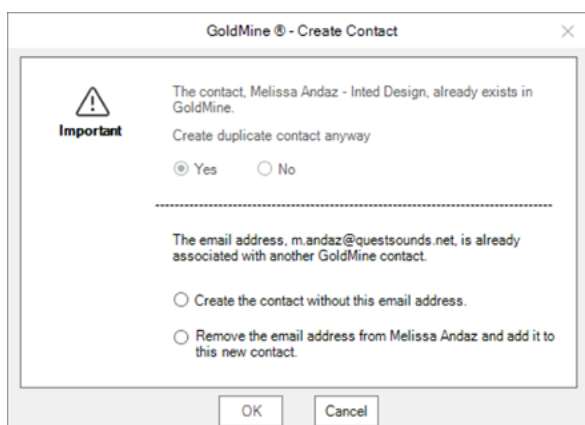 GoldMine ® - Create Contact
The contact, Melissa Andaz - Inted Design, already exists in
GoldMine.
Important
Create duplicate contact anyway
Yes No
The email address, m.andaz@questsounds.net, is already
associated with another GoldMine contact.
Create the contact without this email address.
Remove the email address from Melissa Andaz and add it to
this new contact.
OK Cancel